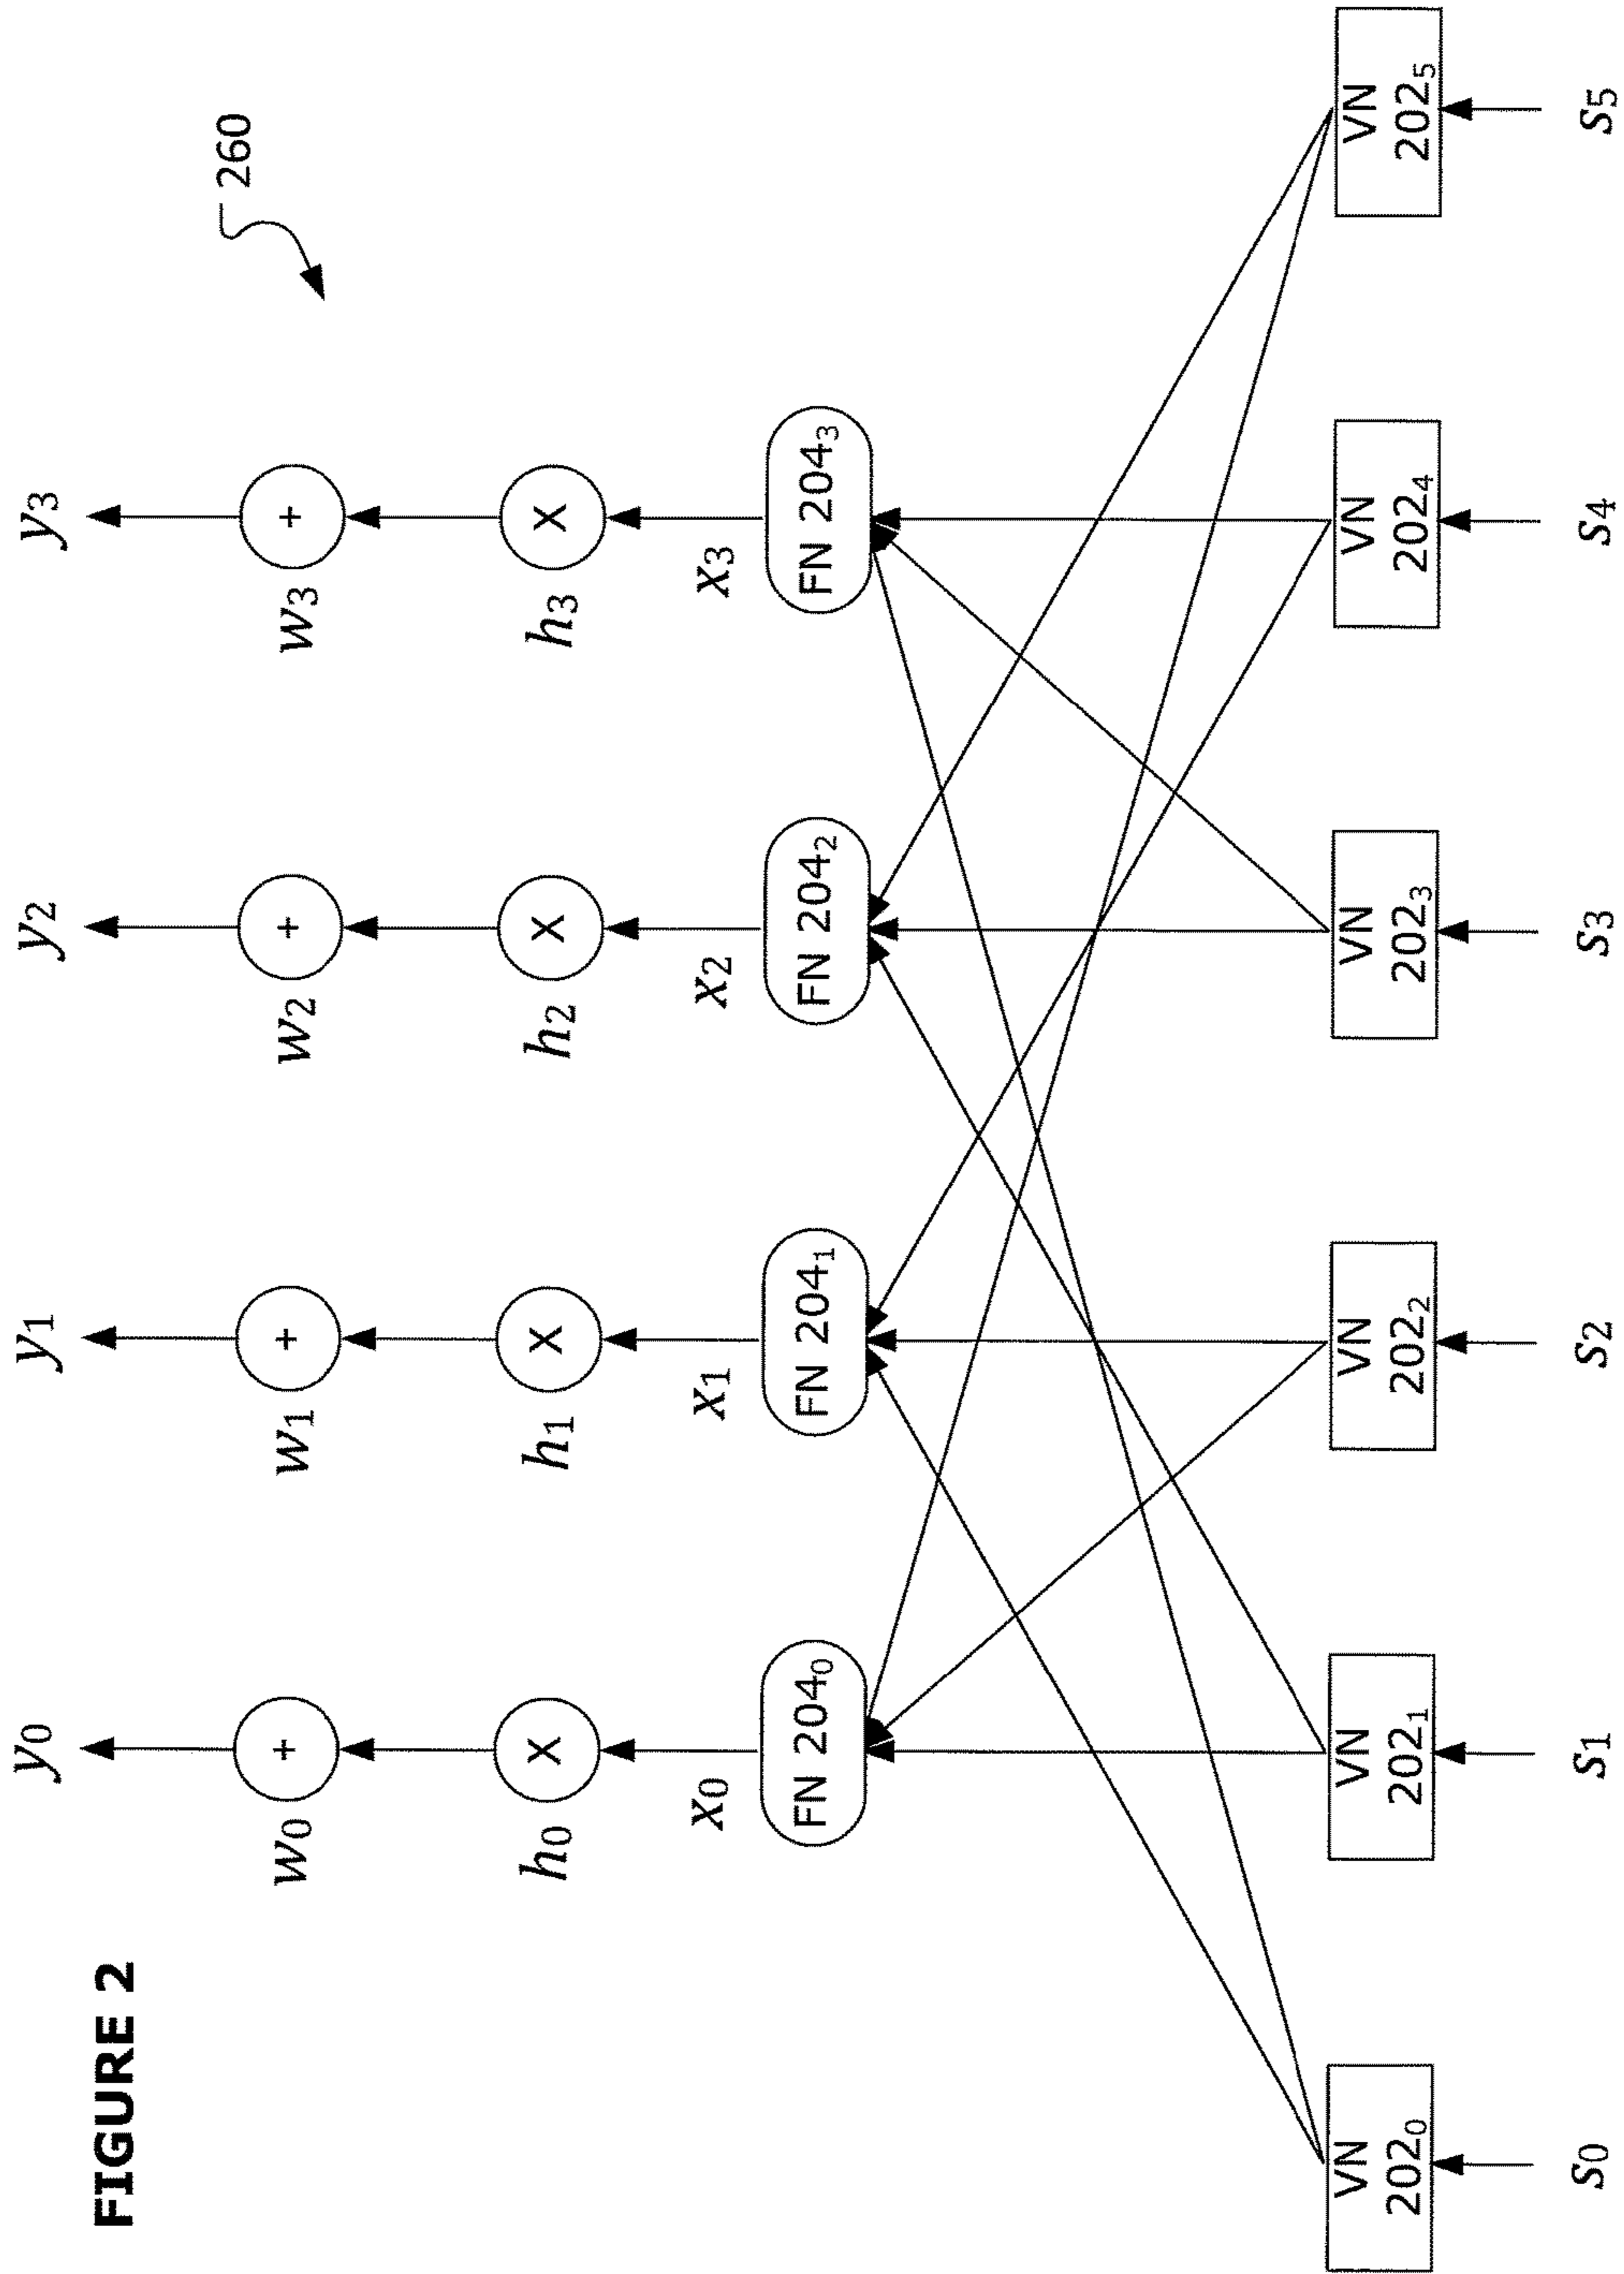 FIGURE 2
260
y0 y1 y2 y3
w0 + w1 + w2 + w3 +
h0 X h1 X h2 X h3 X
x0 x1 x2 x3
FN 2040 FN 2041 FN 2042 FN 2043
VN VN VN VN VN VN
2020 2021 2022 2023 2024 2025
s0 s1 s2 s3 s4 s5